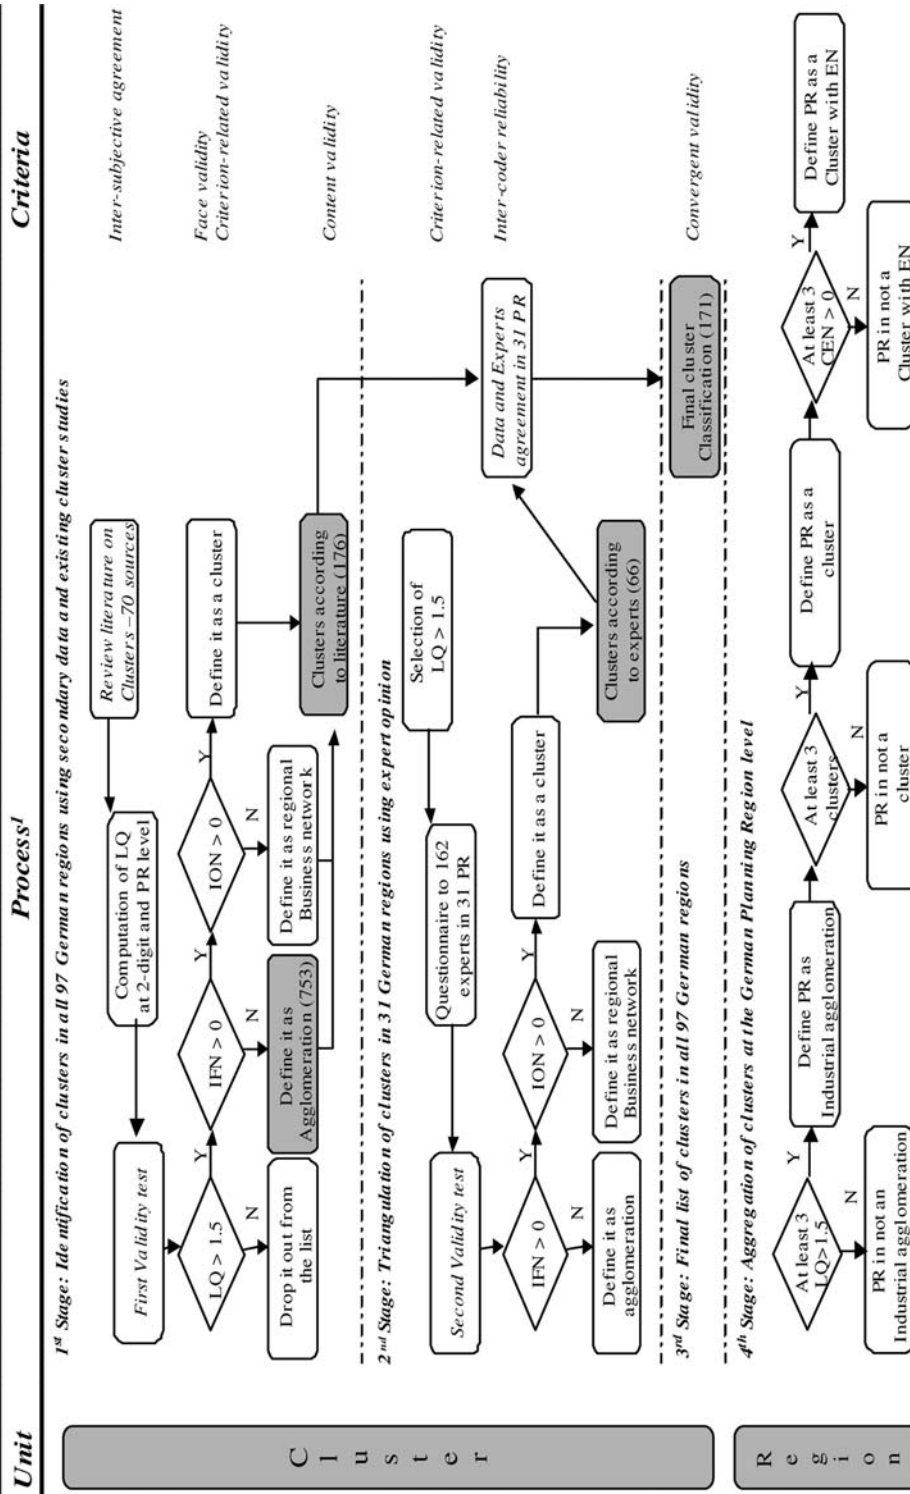 Unit
Process1
Criteria
Cluster
1st Stage: Identification of clusters in all 97 German regions using secondary data and existing cluster studies
Review literature on
Clusters –70 sources
Inter-subjective agreement
Computation of LQ
at 2-digit and PR level
First Validity test
Face validity
Criterion-related validity
LQ > 1.5
Y
IFN > 0
Y
ION > 0
Y
Define it as a cluster
N
N
N
Drop it out from
the list
Define it as
Agglomeration (753)
Define it as regional
Business network
Clusters according
to literature (176)
Content validity
2nd Stage: Triangulation of clusters in 31 German regions using expert opinion
Selection of
LQ > 1.5
Criterion-related validity
Questionnaire to 162
experts in 31 PR
Second Validity test
Data and Experts
agreement in 31 PR
Inter-coder reliability
IFN > 0
Y
ION > 0
Y
Define it as a cluster
N
N
Define it as
agglomeration
Define it as regional
Business network
Clusters according
to experts (66)
3rd Stage: Final list of clusters in all 97 German regions
Final cluster
Classification (171)
Convergent validity
Region
4th Stage: Aggregation of clusters at the German Planning Region level
At least 3
LQ>1.5
Y
Define PR as
Industrial agglomeration
At least 3
clusters
Y
Define PR as a
cluster
At least 3
CEN > 0
Y
Define PR as a
Cluster with EN
N
N
N
PR in not an
Industrial agglomeration
PR in not a
cluster
PR in not a
Cluster with EN